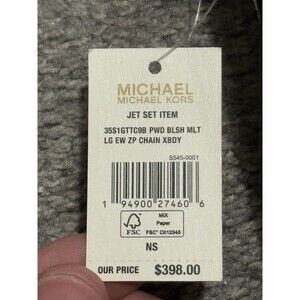 MICHAEL
MICHAEL KORS
JET SET ITEM
35S1GTTC9B PWD BLSH MLT
LG EW ZP CHAIN XBDY
S545-0001
1 94900 27460 6
FSC
MIX
Paper
FSC® C012345
NS
OUR PRICE $398.00